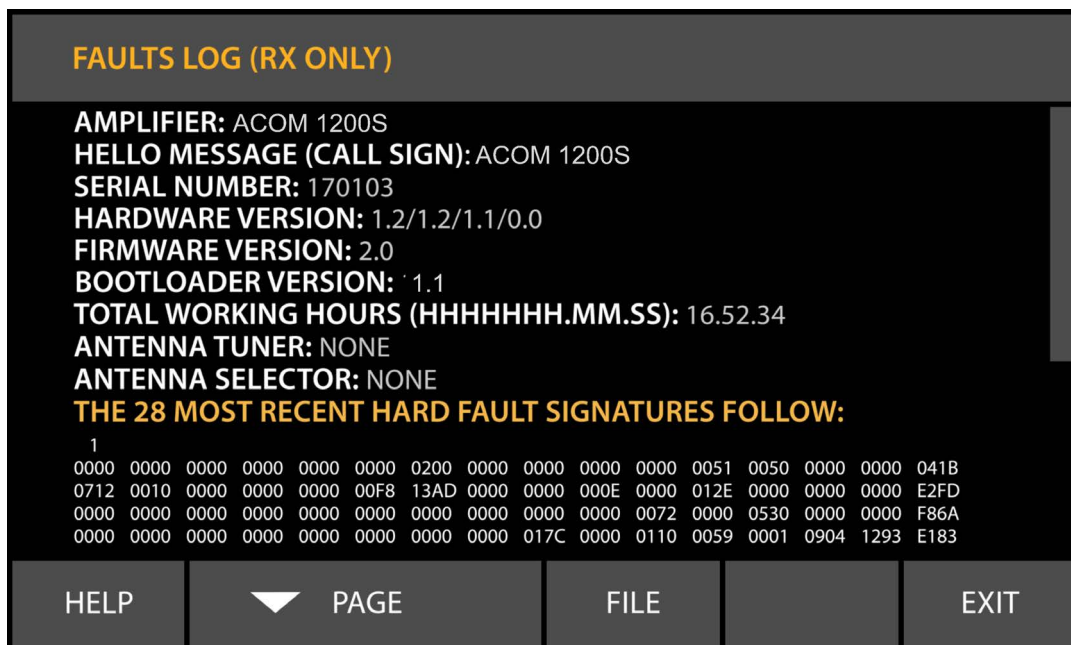 FAULTS LOG (RX ONLY)
AMPLIFIER: ACOM 1200S
HELLO MESSAGE (CALL SIGN): ACOM 1200S
SERIAL NUMBER: 170103
HARDWARE VERSION: 1.2/1.2/1.1/0.0
FIRMWARE VERSION: 2.0
BOOTLOADER VERSION: 1.1
TOTAL WORKING HOURS (HHHHHHH.MM.SS): 16.52.34
ANTENNA TUNER: NONE
ANTENNA SELECTOR: NONE
THE 28 MOST RECENT HARD FAULT SIGNATURES FOLLOW:
1
0000 0000 0000 0000 0000 0000 0200 0000 0000 0000 0000 0051 0050 0000 0000 041B
0712 0010 0000 0000 0000 00F8 13AD 0000 0000 000E 0000 012E 0000 0000 0000 E2FD
0000 0000 0000 0000 0000 0000 0000 0000 0000 0000 0072 0000 0530 0000 0000 F86A
0000 0000 0000 0000 0000 0000 0000 0000 017C 0000 0110 0059 0001 0904 1293 E183
HELP PAGE FILE EXIT